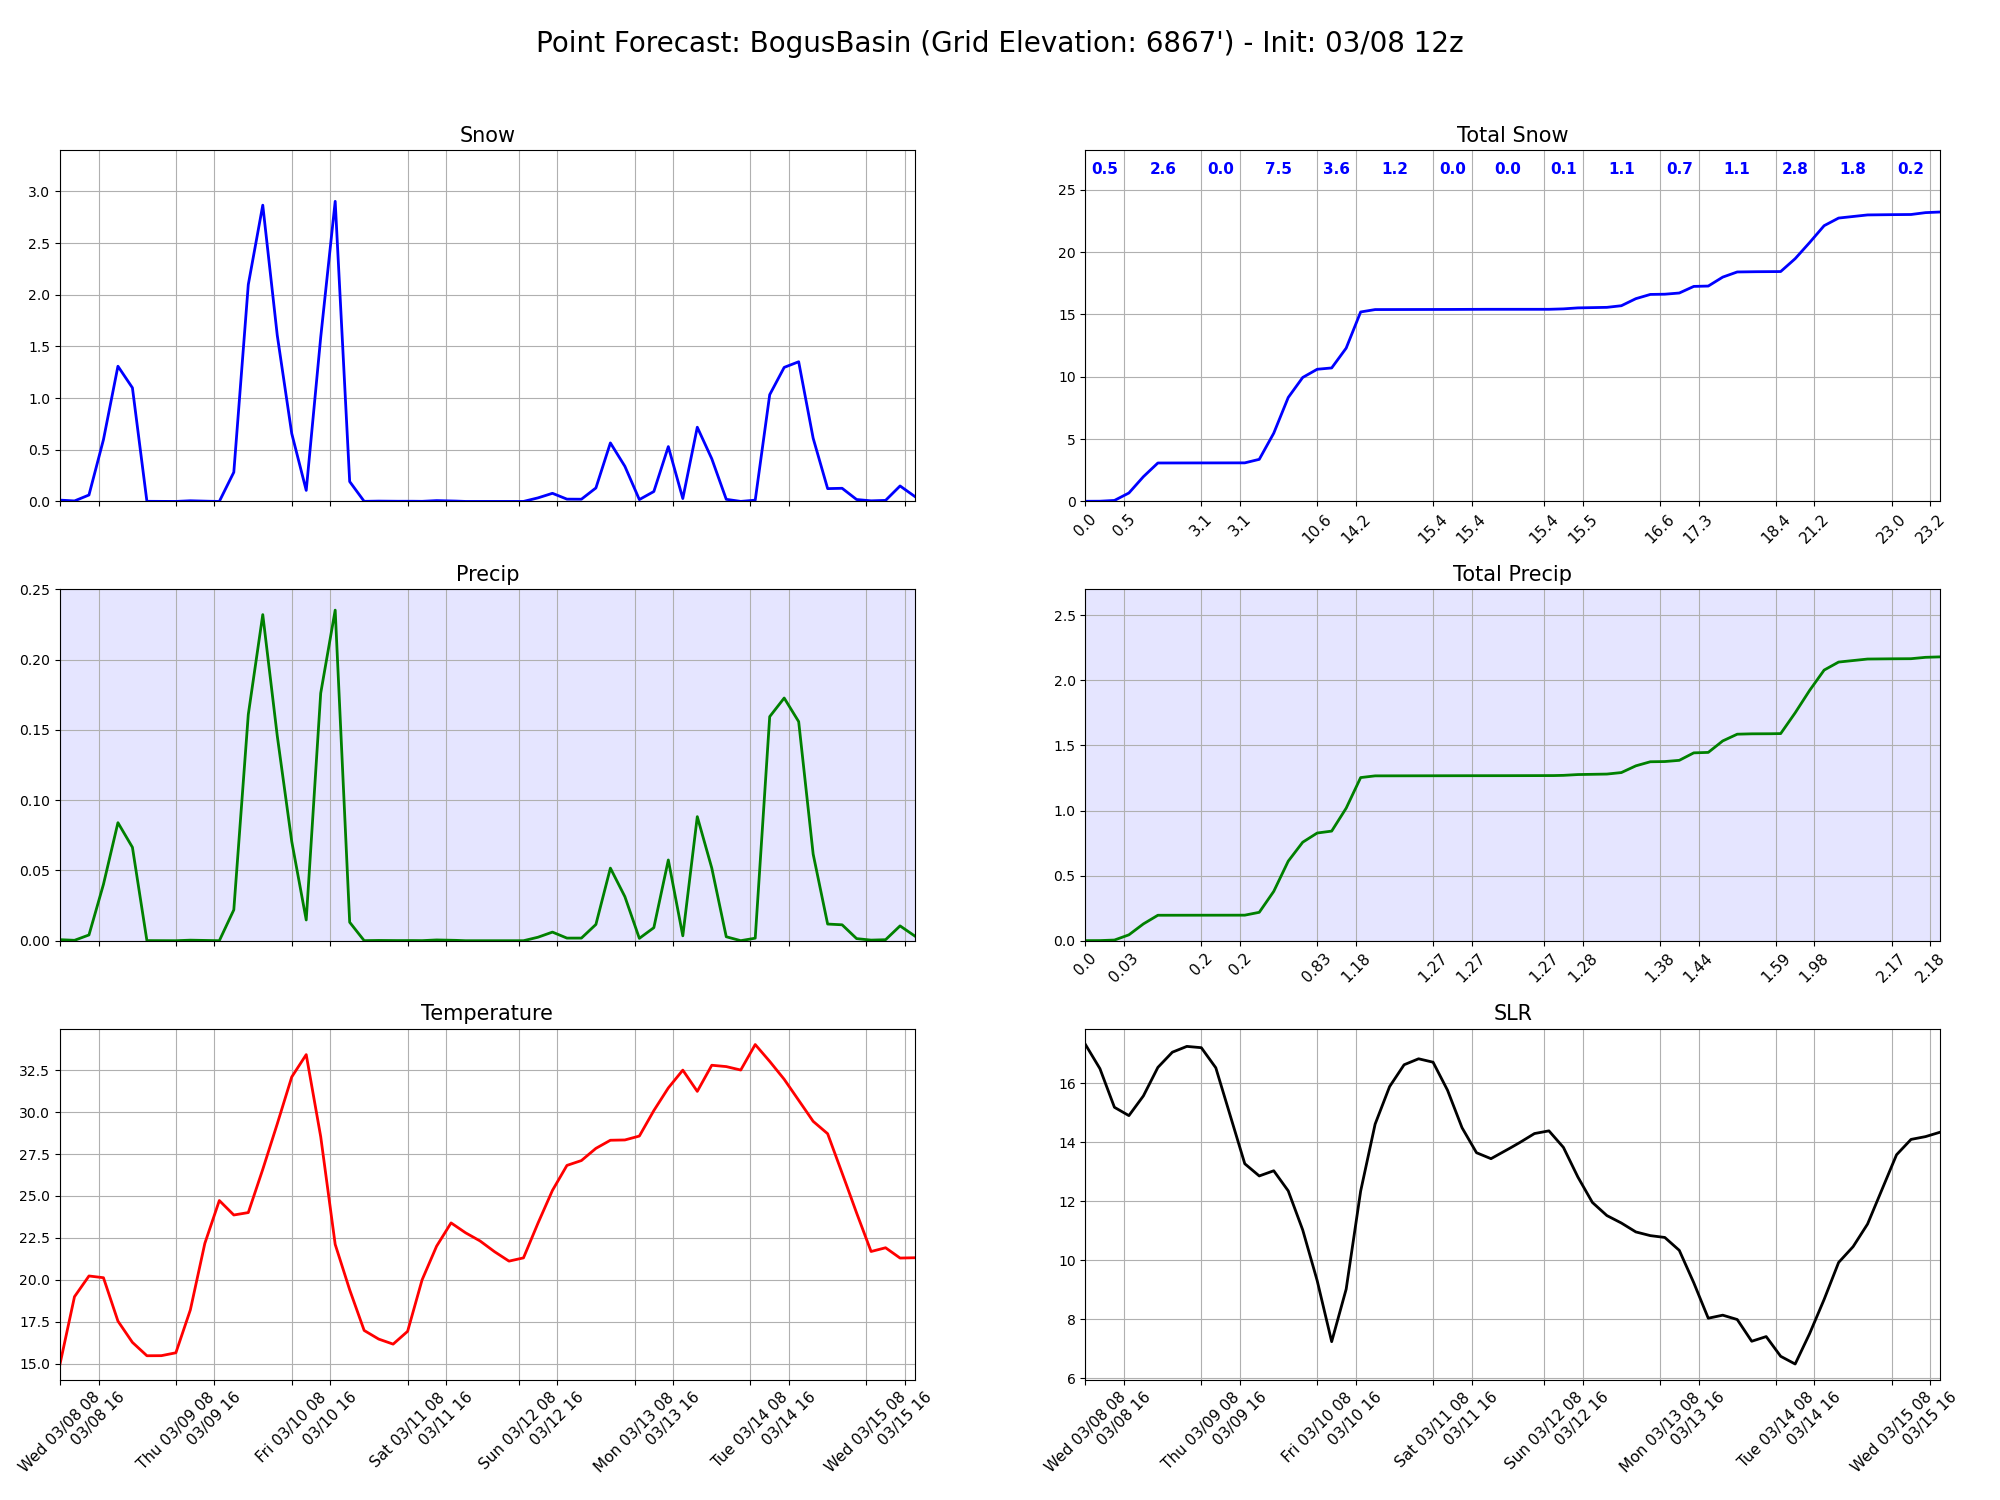 Point Forecast: BogusBasin (Grid Elevation: 6867') - Init: 03/08 12z
Snow
3.0
2.5
2.0
1.5
1.0
0.5
0.0
Total Snow
0.5 2.6 0.0 7.5 3.6 1.2 0.0 0.0 0.1 1.1 0.7 1.1 2.8 1.8 0.2
25
20
15
10
5
0
0.0 0.5 3.1 3.1 10.6 14.2 15.4 15.4 15.4 15.5 16.6 17.3 18.4 21.2 23.0 23.2
Precip
0.25
0.20
0.15
0.10
0.05
0.00
Total Precip
2.5
2.0
1.5
1.0
0.5
0.0
0.0 0.03 0.2 0.2 0.83 1.18 1.27 1.27 1.27 1.28 1.38 1.44 1.59 1.98 2.17 2.18
Temperature
32.5
30.0
27.5
25.0
22.5
20.0
17.5
15.0
Wed 03/08 08
03/08 16
Thu 03/09 08
03/09 16
Fri 03/10 08
03/10 16
Sat 03/11 08
03/11 16
Sun 03/12 08
03/12 16
Mon 03/13 08
03/13 16
Tue 03/14 08
03/14 16
Wed 03/15 08
03/15 16
SLR
16
14
12
10
8
6
Wed 03/08 08
03/08 16
Thu 03/09 08
03/09 16
Fri 03/10 08
03/10 16
Sat 03/11 08
03/11 16
Sun 03/12 08
03/12 16
Mon 03/13 08
03/13 16
Tue 03/14 08
03/14 16
Wed 03/15 08
03/15 16